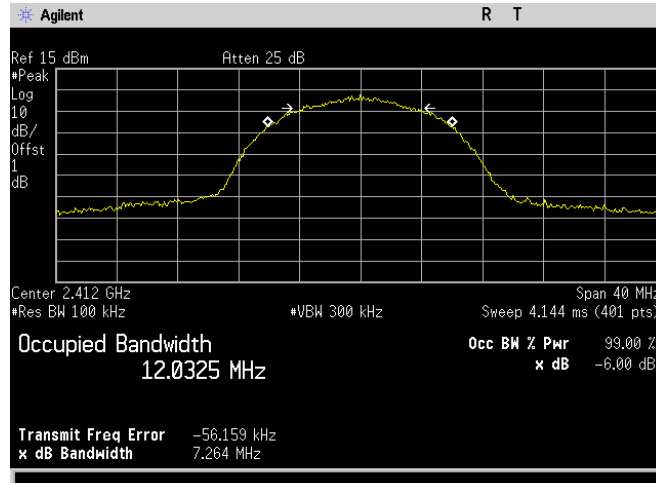 Agilent R T
Ref 15 dBm Atten 25 dB
#Peak
Log
10
dB/
Offst
1
dB
Center 2.412 GHz Span 40 MHz
#Res BW 100 kHz #VBW 300 kHz Sweep 4.144 ms (401 pts)
Occupied Bandwidth Occ BW % Pwr 99.00 %
12.0325 MHz x dB -6.00 dB
Transmit Freq Error -56.159 kHz
x dB Bandwidth 7.264 MHz